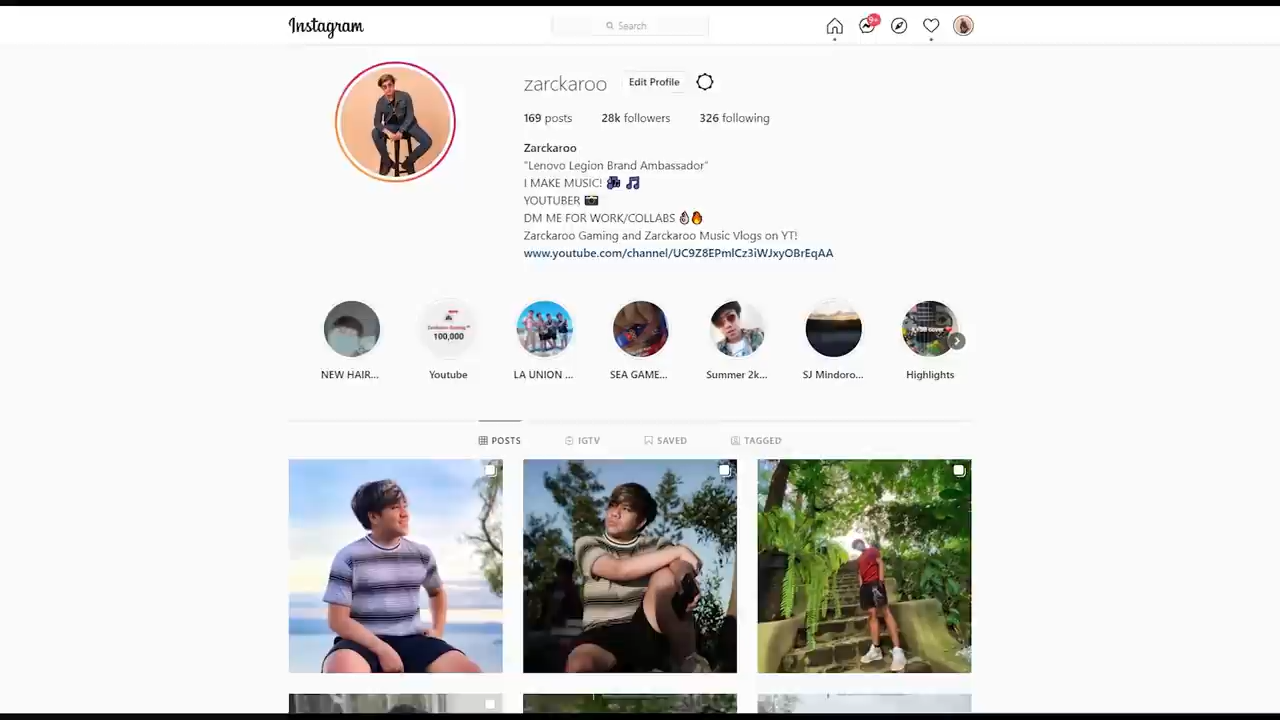 Instagram
Search
9+
zarckaroo
Edit Profile
169 posts 28k followers 326 following
Zarckaroo
"Lenovo Legion Brand Ambassador"
I MAKE MUSIC!
YOUTUBER
DM ME FOR WORK/COLLABS
Zarckaroo Gaming and Zarckaroo Music Vlogs on YT!
www.youtube.com/channel/UC9Z8EPmlCz3iWJxyOBrEqAA
100,000
NEW HAIR... Youtube LA UNION ... SEA GAME... Summer 2k... SJ Mindoro... Highlights
POSTS IGTV SAVED TAGGED